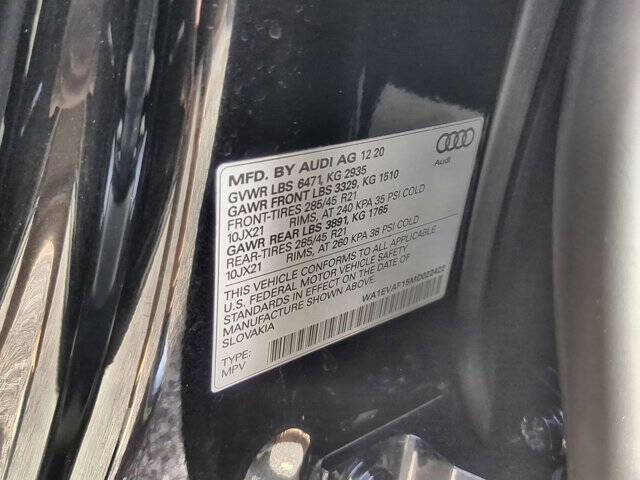 MFD. BY AUDI AG 12 20
GVWR LBS 6471, KG 2935
GAWR FRONT LBS 3329, KG 1510
FRONT-TIRES 285/45 R21
10JX21 RIMS, AT 240 KPA 35 PSI COLD
GAWR REAR LBS 3891, KG 1765
REAR-TIRES 285/45 R21
10JX21 RIMS, AT 260 KPA 38 PSI COLD
THIS VEHICLE CONFORMS TO ALL APPLICABLE
U.S. FEDERAL MOTOR VEHICLE SAFETY
STANDARDS IN EFFECT ON THE DATE OF
MANUFACTURE SHOWN ABOVE.
SLOVAKIA
WA1EVAF15MD022422
TYPE:
MPV
Audi